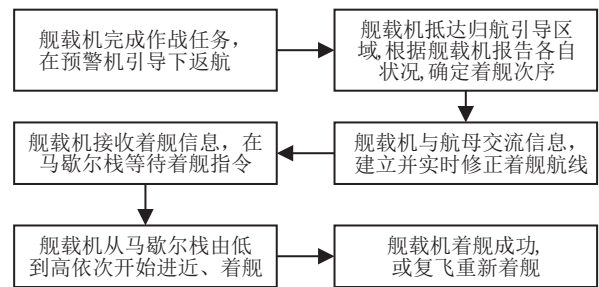 舰载机完成作战任务，
在预警机引导下返航
舰载机抵达归航引导区
域,根据舰载机报告各自
状况,确定着舰次序
舰载机与航母交流信息，
建立并实时修正着舰航线
舰载机接收着舰信息，在
马歇尔栈等待着舰指令
舰载机从马歇尔栈由低
到高依次开始进近、着舰
舰载机着舰成功,
或复飞重新着舰